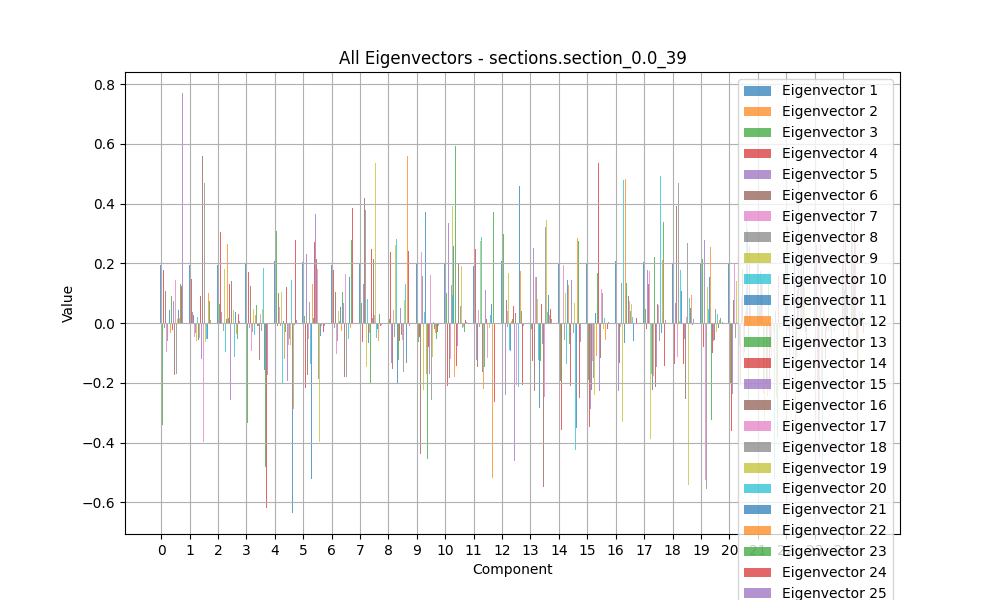 All Eigenvectors - sections.section_0.0_39
0.8
0.6
0.4
0.2
0.0
−0.2
−0.4
−0.6
Value
0 1 2 3 4 5 6 7 8 9 10 11 12 13 14 15 16 17 18 19 20
Component
Eigenvector 1
Eigenvector 2
Eigenvector 3
Eigenvector 4
Eigenvector 5
Eigenvector 6
Eigenvector 7
Eigenvector 8
Eigenvector 9
Eigenvector 10
Eigenvector 11
Eigenvector 12
Eigenvector 13
Eigenvector 14
Eigenvector 15
Eigenvector 16
Eigenvector 17
Eigenvector 18
Eigenvector 19
Eigenvector 20
Eigenvector 21
Eigenvector 22
Eigenvector 23
Eigenvector 24
Eigenvector 25